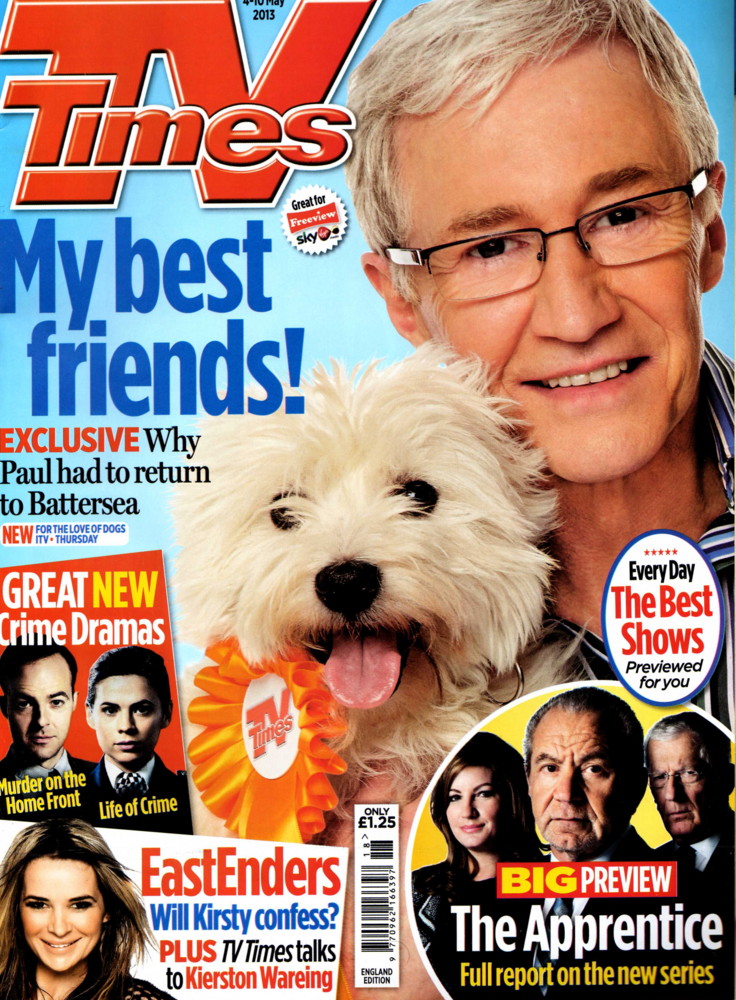 4-10 May
2013
TV
Times
Great for
Freeview
sky
My best
friends!
EXCLUSIVE Why
Paul had to return
to Battersea
NEW FOR THE LOVE OF DOGS
ITV • THURSDAY
GREAT NEW
Crime Dramas
Murder on the
Home Front
Life of Crime
TV
Times
Every Day
The Best
Shows
Previewed
for you
EastEnders
Will Kirsty confess?
PLUS TV Times talks
to Kierston Wareing
ONLY
£1.25
18>
9 770962 166397
ENGLAND
EDITION
BIG PREVIEW
The Apprentice
Full report on the new series